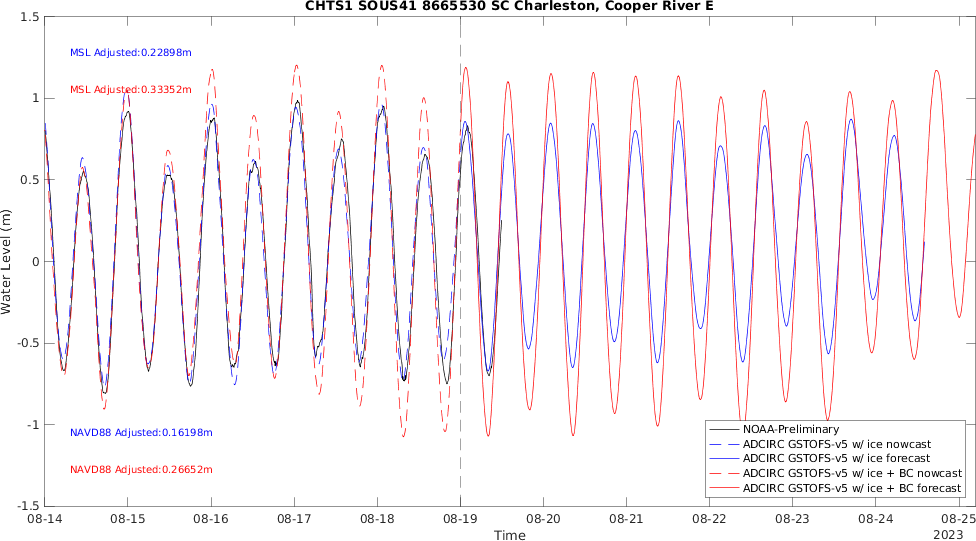 CHTS1 SOUS41 8665530 SC Charleston, Cooper River E
1.5
MSL Adjusted:0.22898m
MSL Adjusted:0.33352m
1
0.5
0
-0.5
-1
-1.5
Water Level (m)
NAVD88 Adjusted:0.16198m
NAVD88 Adjusted:0.26652m
NOAA-Preliminary
ADCIRC GSTOFS-v5 w/ ice nowcast
ADCIRC GSTOFS-v5 w/ ice forecast
ADCIRC GSTOFS-v5 w/ ice + BC nowcast
ADCIRC GSTOFS-v5 w/ ice + BC forecast
08-14 08-15 08-16 08-17 08-18 08-19 08-20 08-21 08-22 08-23 08-24 08-25
Time
2023